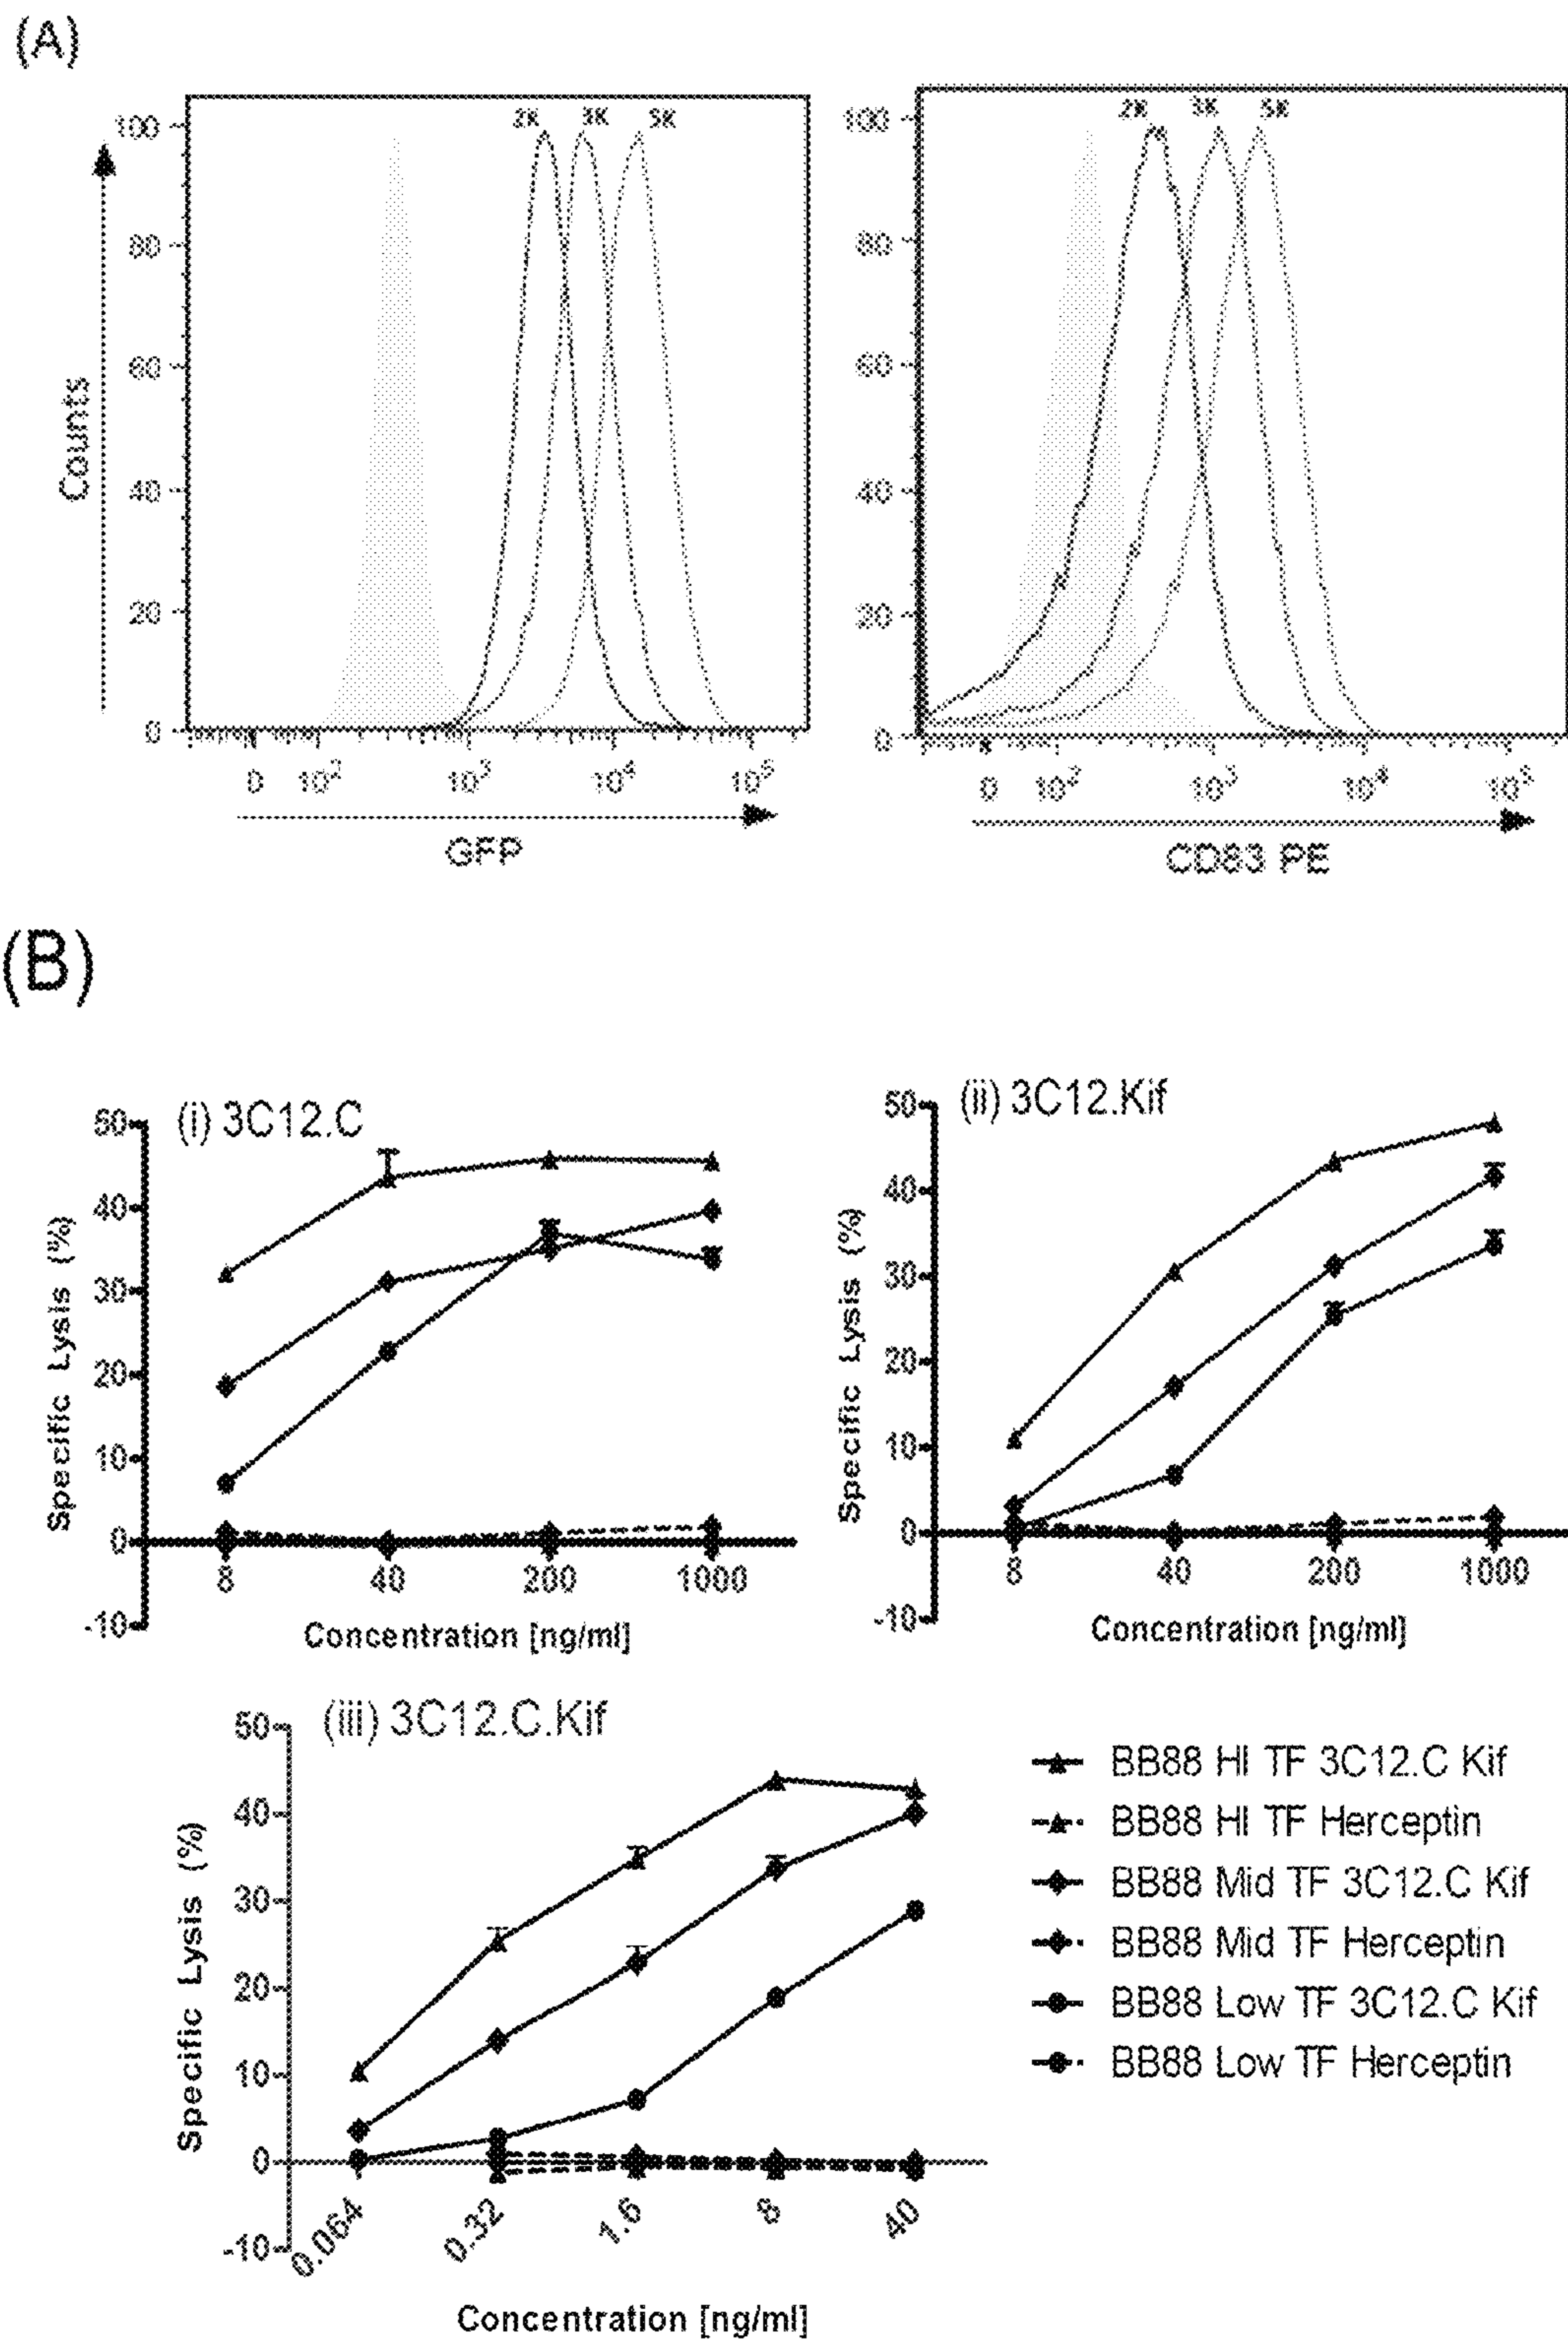 (A)
2K 3K 5K
100
80
60
40
20
0
Counts
0 10² 10³ 10⁴ 10⁵
GFP
2K 3K 5K
100
80
60
40
20
0
0 10² 10³ 10⁴ 10⁵
CD83 PE
(B)
(i) 3C12.C
50
40
30
20
10
0
-10
Specific Lysis (%)
8 40 200 1000
Concentration [ng/ml]
(ii) 3C12.Kif
50
40
30
20
10
0
-10
Specific Lysis (%)
8 40 200 1000
Concentration [ng/ml]
(iii) 3C12.C.Kif
50
40
30
20
10
0
-10
Specific Lysis (%)
0.064 0.32 1.6 8 40
Concentration [ng/ml]
BB88 HI TF 3C12.C Kif
BB88 HI TF Herceptin
BB88 Mid TF 3C12.C Kif
BB88 Mid TF Herceptin
BB88 Low TF 3C12.C Kif
BB88 Low TF Herceptin